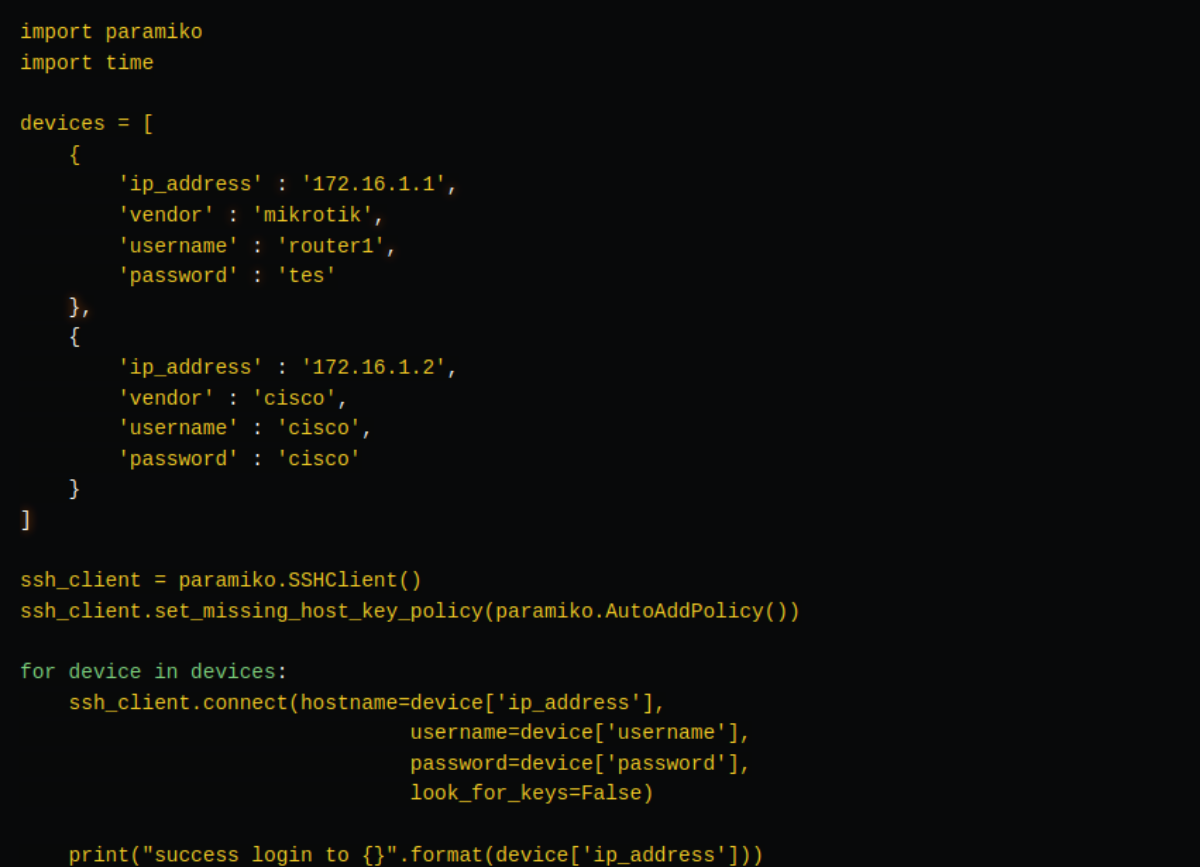 import paramiko
import time
devices = [
    {
        'ip_address' : '172.16.1.1',
        'vendor' : 'mikrotik',
        'username' : 'router1',
        'password' : 'tes'
    },
    {
        'ip_address' : '172.16.1.2',
        'vendor' : 'cisco',
        'username' : 'cisco',
        'password' : 'cisco'
    }
]
ssh_client = paramiko.SSHClient()
ssh_client.set_missing_host_key_policy(paramiko.AutoAddPolicy())
for device in devices:
    ssh_client.connect(hostname=device['ip_address'],
                                username=device['username'],
                                password=device['password'],
                                look_for_keys=False)
    print("success login to {}".format(device['ip_address']))